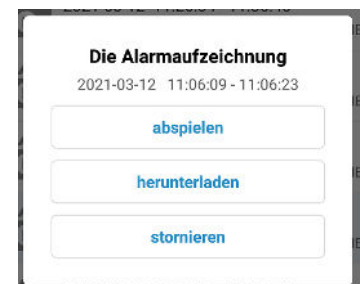 Die Alarmaufzeichnung
2021-03-12 11:06:09 - 11:06:23
abspielen
herunterladen
stornieren